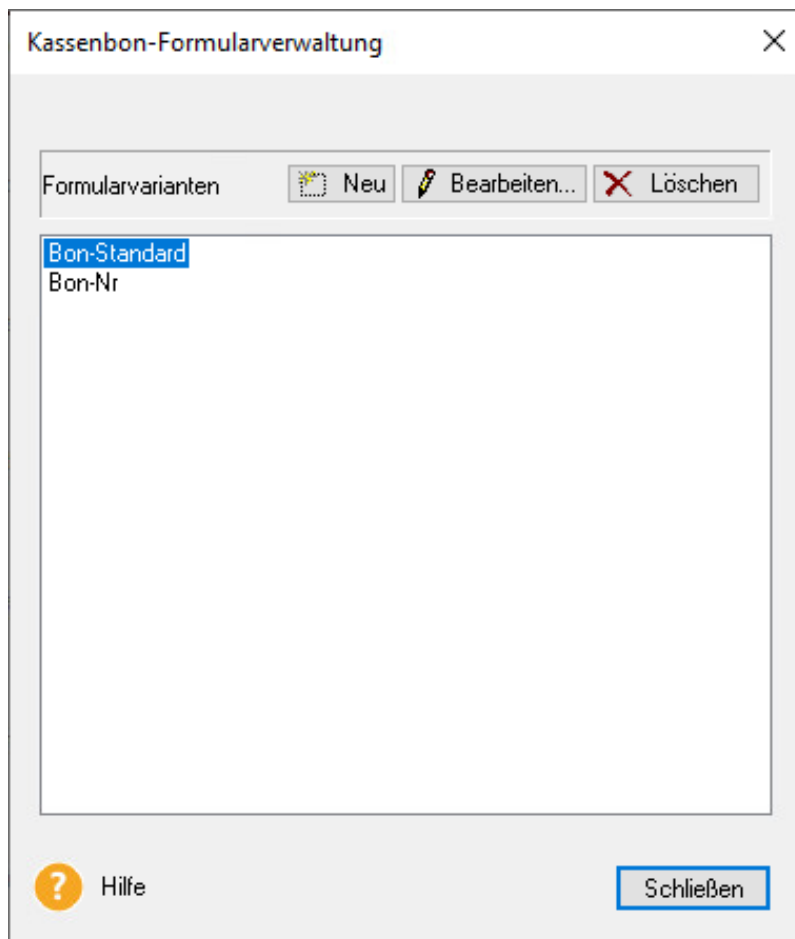 Kassenbon-Formularverwaltung
Formularvarianten Neu Bearbeiten... Löschen
Bon-Standard
Bon-Nr
? Hilfe Schließen